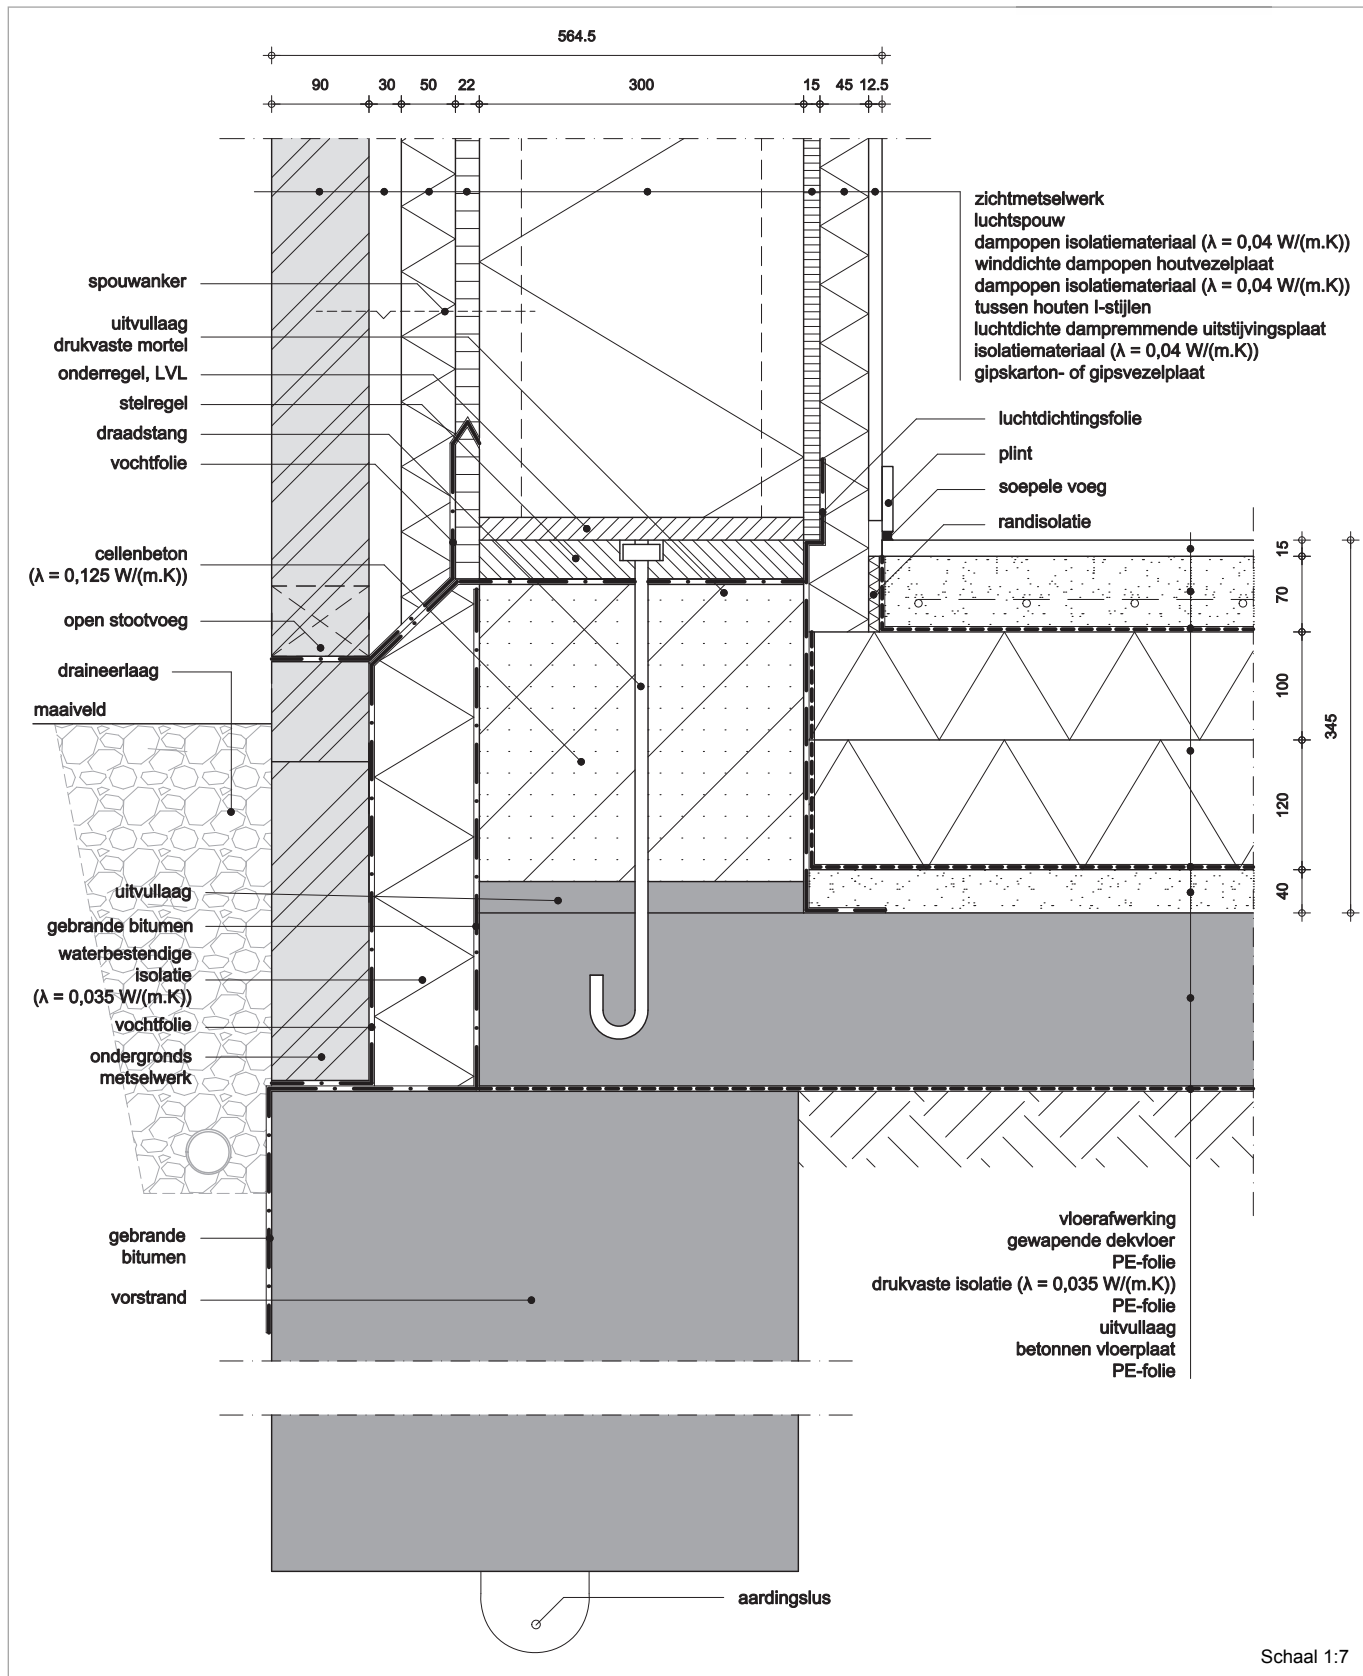 564.5
90 30 50 22 300 15 45 12.5
zichtmetselwerk
luchtspouw
dampopen isolatiemateriaal (λ = 0,04 W/(m.K))
winddichte dampopen houtvezelplaat
dampopen isolatiemateriaal (λ = 0,04 W/(m.K))
tussen houten I-stijlen
luchtdichte dampremmende uitstijvingsplaat
isolatiemateriaal (λ = 0,04 W/(m.K))
gipskarton- of gipsvezelplaat
spouwanker
uitvullaag
drukvaste mortel
onderregel, LVL
stelregel
draadstang
vochtfolie
cellenbeton
(λ = 0,125 W/(m.K))
open stootvoeg
draineerlaag
maaiveld
luchtdichtingsfolie
plint
soepele voeg
randisolatie
15
70
100
120
40
345
uitvullaag
gebrande bitumen
waterbestendige
isolatie
(λ = 0,035 W/(m.K))
vochtfolie
ondergronds
metselwerk
gebrande
bitumen
vorstrand
vloerafwerking
gewapende dekvloer
PE-folie
drukvaste isolatie (λ = 0,035 W/(m.K))
PE-folie
uitvullaag
betonnen vloerplaat
PE-folie
aardingslus
Schaal 1:7